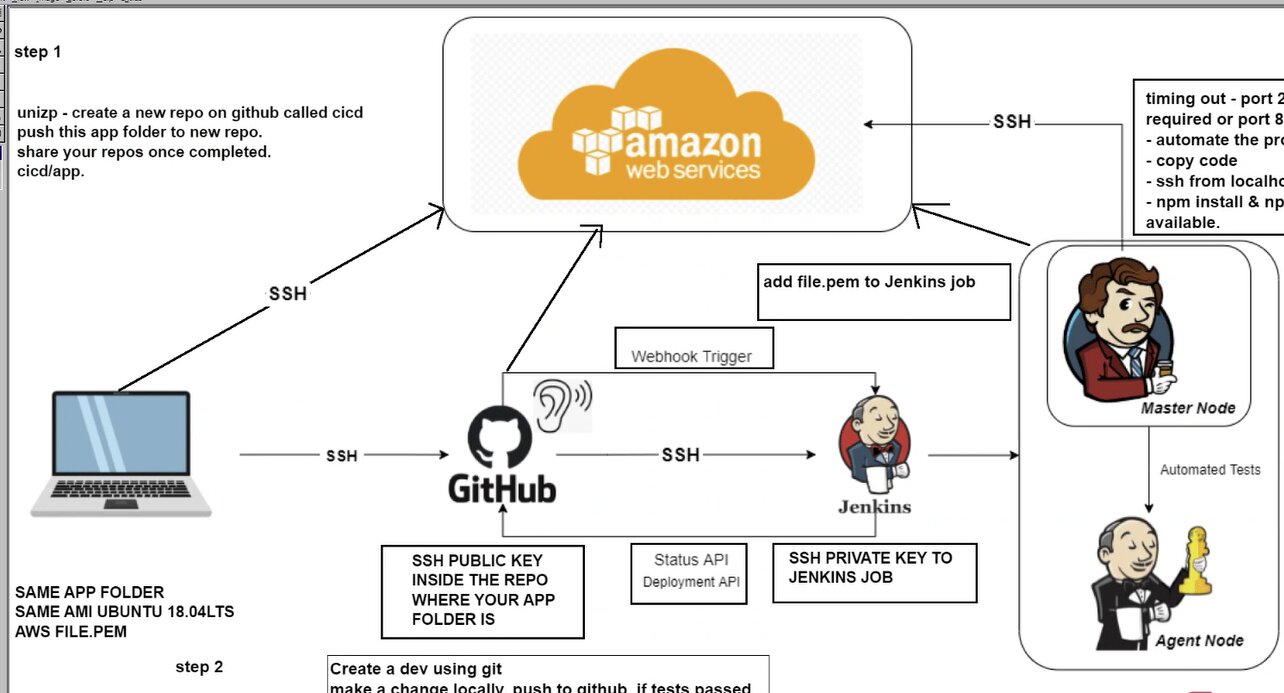 step 1
unizp - create a new repo on github called cicd
push this app folder to new repo.
share your repos once completed.
cicd/app.
amazon
web services
SSH
timing out - port 2
required or port 8
- automate the pro
- copy code
- ssh from localho
- npm install & np
available.
SSH
add file.pem to Jenkins job
Webhook Trigger
Master Node
SSH
GitHub
SSH
Jenkins
Automated Tests
SSH PUBLIC KEY
INSIDE THE REPO
WHERE YOUR APP
FOLDER IS
Status API
Deployment API
SSH PRIVATE KEY TO
JENKINS JOB
Agent Node
SAME APP FOLDER
SAME AMI UBUNTU 18.04LTS
AWS FILE.PEM
step 2
Create a dev using git
make a change locally, push to github, if tests passed